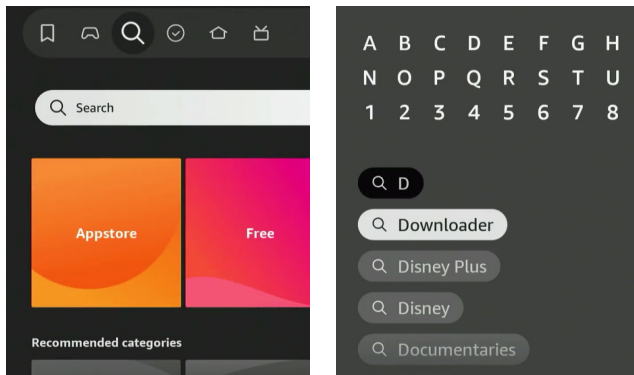 Search
Appstore
Free
Recommended categories
A B C D E F G H
N O P Q R S T U
1 2 3 4 5 6 7 8
D
Downloader
Disney Plus
Disney
Documentaries